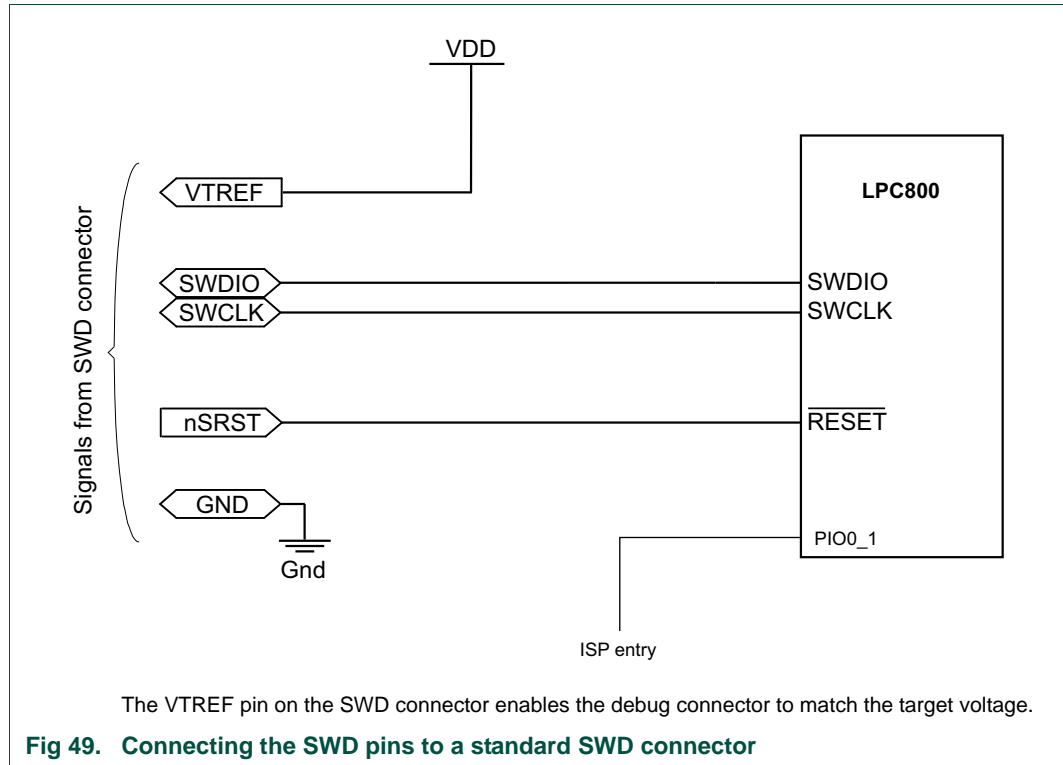 VDD
VTREF
LPC800
Signals from SWD connector
SWDIO
SWDIO
SWCLK
SWCLK
nSRST
RESET
GND
Gnd
PIO0_1
ISP entry
The VTREF pin on the SWD connector enables the debug connector to match the target voltage.
Fig 49. Connecting the SWD pins to a standard SWD connector